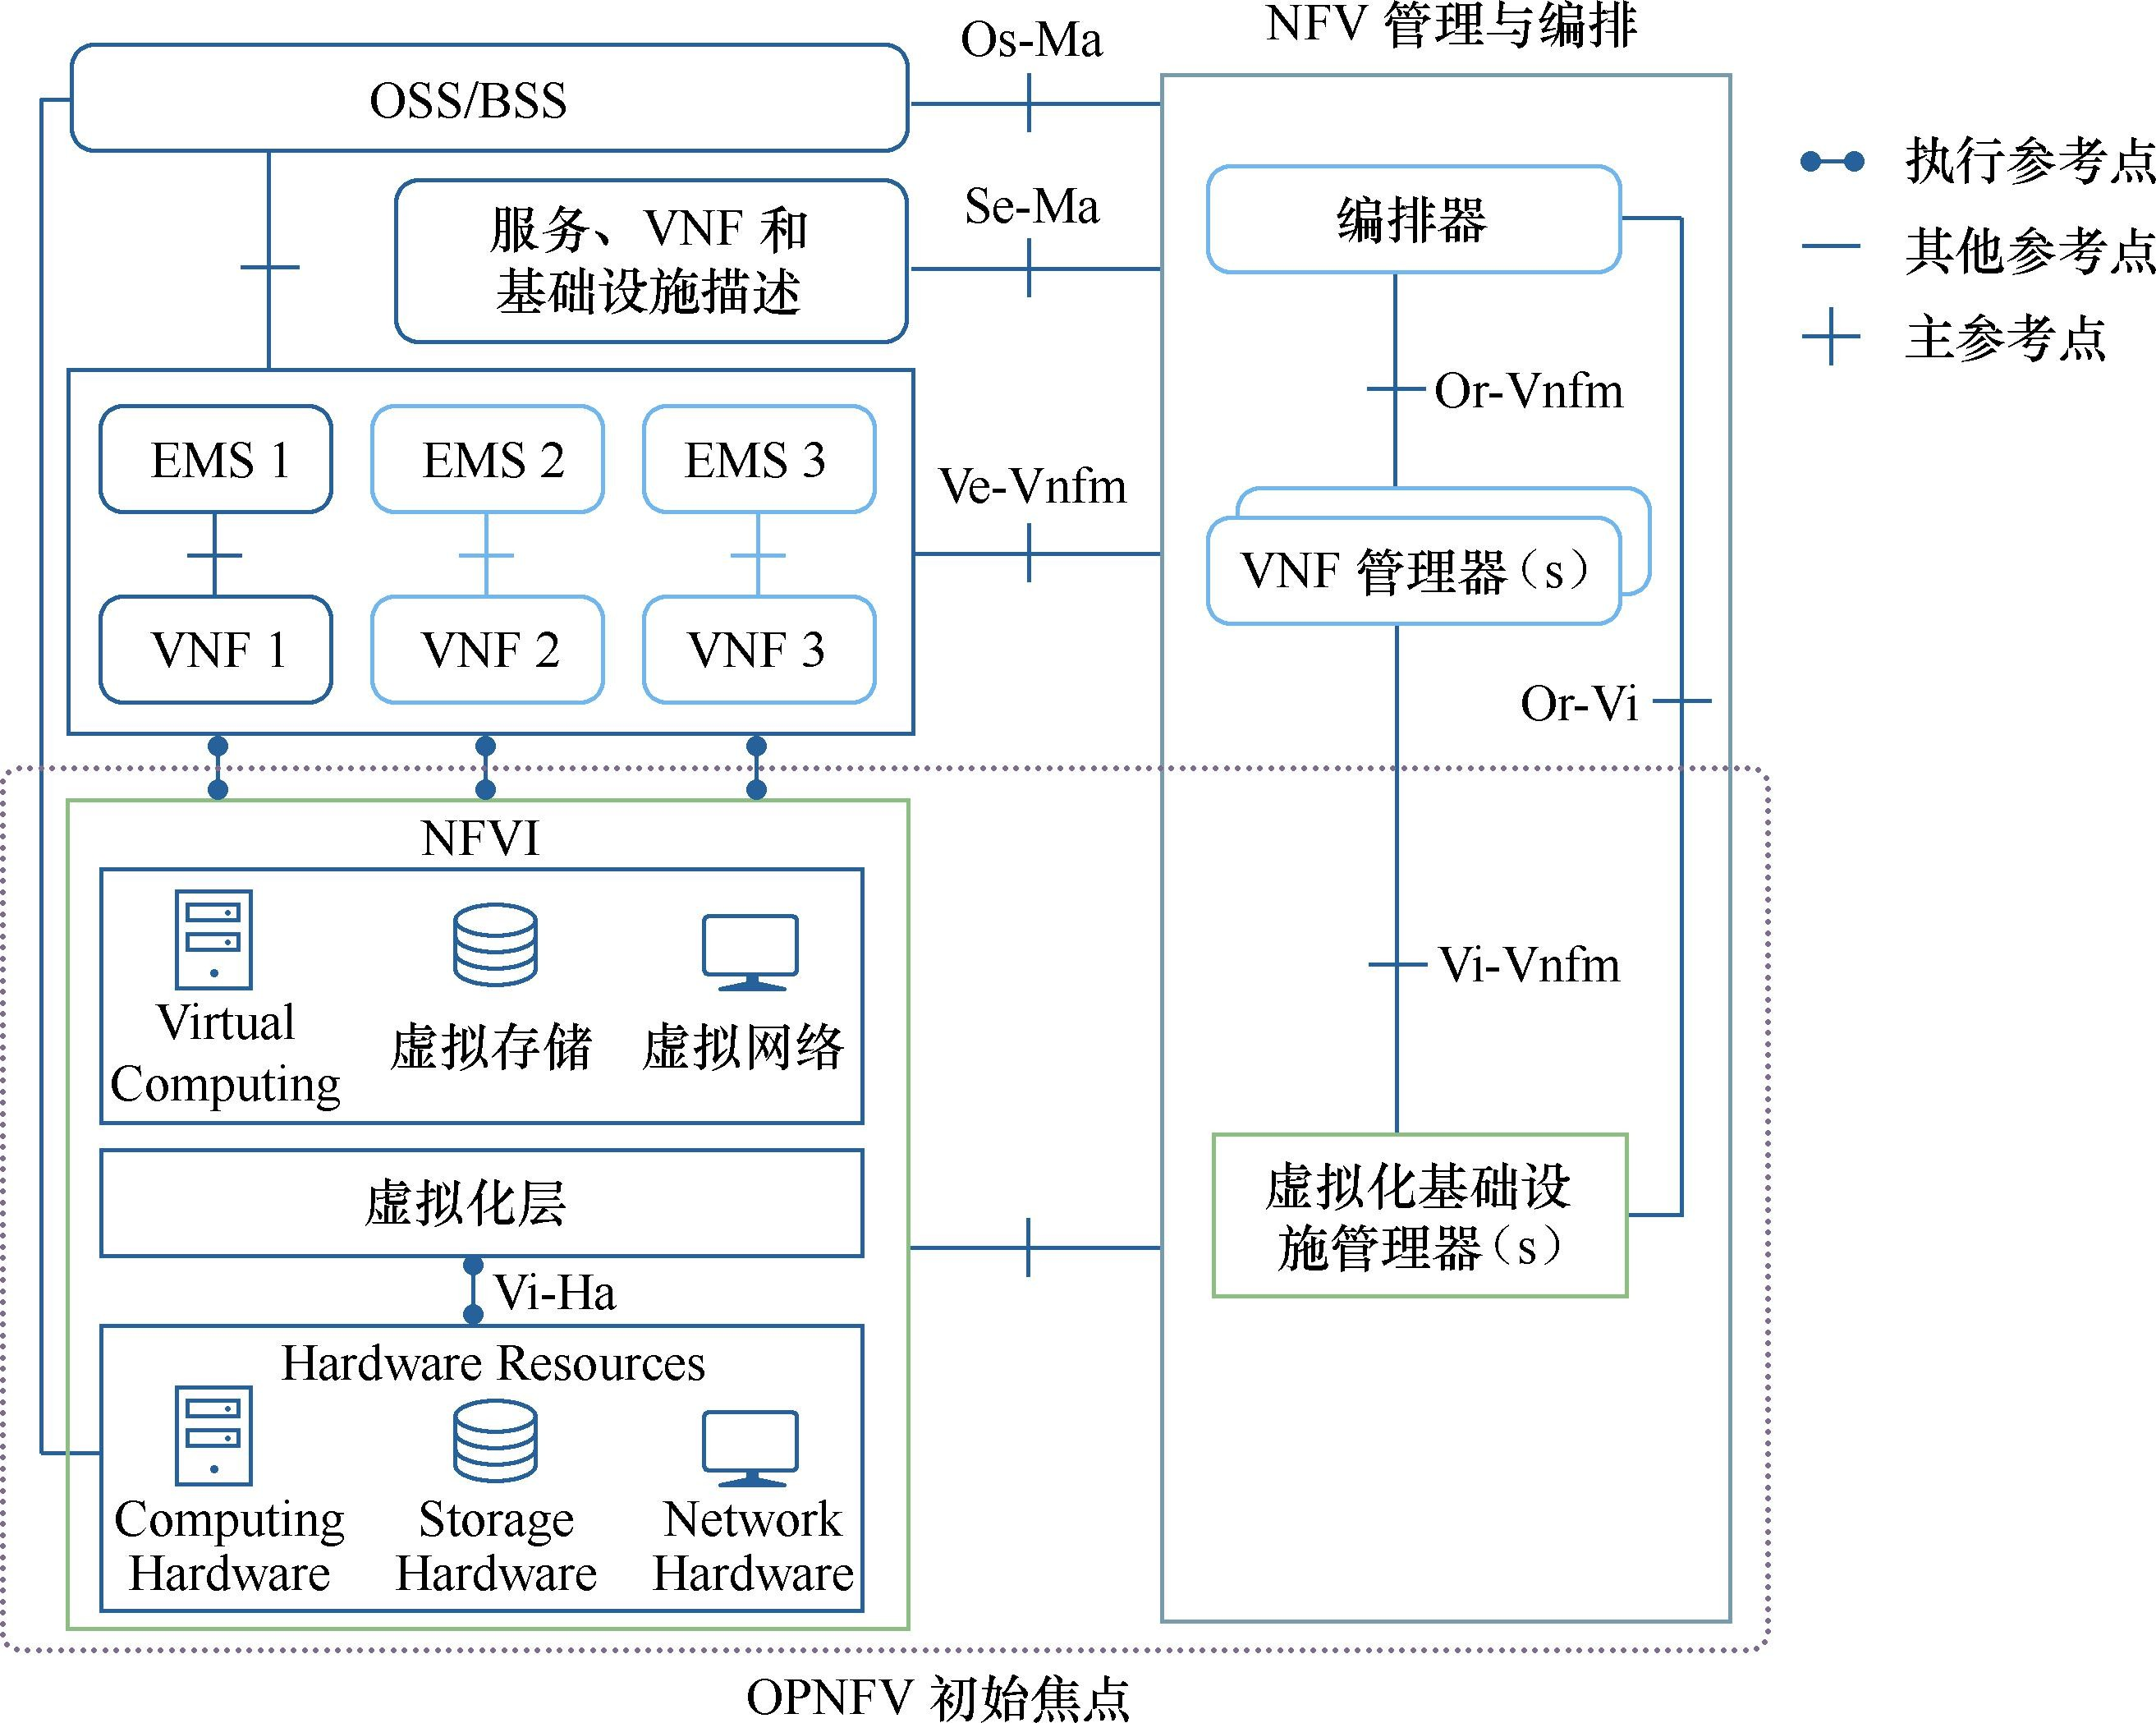 NFV 管理与编排
Os-Ma
OSS/BSS
Se-Ma
服务、VNF 和
基础设施描述
编排器
执行参考点
其他参考点
主参考点
Or-Vnfm
EMS 1
EMS 2
EMS 3
Ve-Vnfm
VNF 管理器（s）
VNF 1
VNF 2
VNF 3
Or-Vi
NFVI
Virtual
Computing
虚拟存储
虚拟网络
Vi-Vnfm
虚拟化层
虚拟化基础设
施管理器（s）
Vi-Ha
Hardware Resources
Computing
Hardware
Storage
Hardware
Network
Hardware
OPNFV 初始焦点